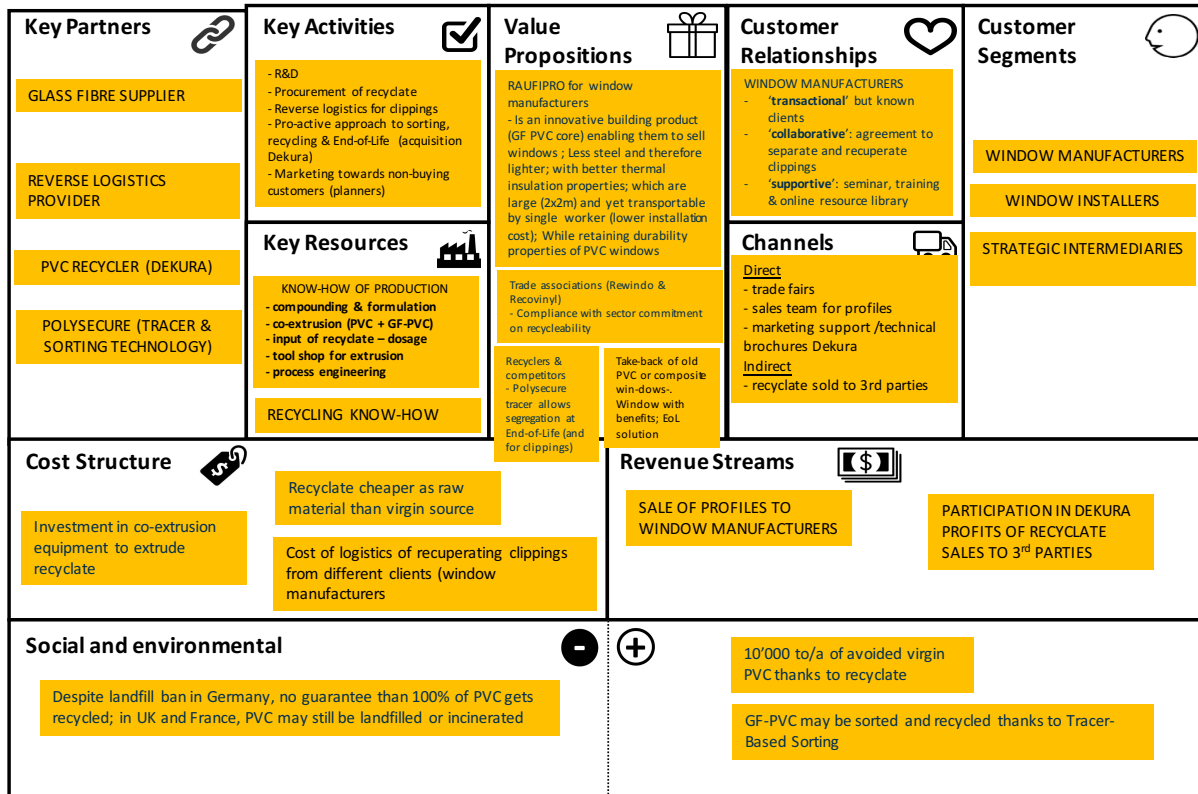 Key Partners
GLASS FIBRE SUPPLIER
REVERSE LOGISTICS
PROVIDER
PVC RECYCLER (DEKURA)
POLYSECURE (TRACER &
SORTING TECHNOLOGY)
Key Activities
- R&D
- Procurement of recyclate
- Reverse logistics for clippings
- Pro-active approach to sorting,
recycling & End-of-Life (acquisition
Dekura)
- Marketing towards non-buying
customers (planners)
Key Resources
KNOW-HOW OF PRODUCTION
- compounding & formulation
- co-extrusion (PVC + GF-PVC)
- input of recyclate – dosage
- tool shop for extrusion
- process engineering
RECYCLING KNOW-HOW
Value
Propositions
RAUFIPRO for window
manufacturers
- Is an innovative building product
(GF PVC core) enabling them to sell
windows ; Less steel and therefore
lighter; with better thermal
insulation properties; which are
large (2x2m) and yet transportable
by single worker (lower installation
cost); While retaining durability
properties of PVC windows
Trade associations (Rewindo &
Recovinyl)
- Compliance with sector commitment
on recycleability
Recyclers &
competitors
- Polysecure
tracer allows
segregation at
End-of-Life (and
for clippings)
Take-back of old
PVC or composite
win-dows-.
Window with
benefits; EoL
solution
Customer
Relationships
WINDOW MANUFACTURERS
- 'transactional' but known
clients
- 'collaborative': agreement to
separate and recuperate
clippings
- 'supportive': seminar, training
& online resource library
Channels
Direct
- trade fairs
- sales team for profiles
- marketing support /technical
brochures Dekura
Indirect
- recyclate sold to 3rd parties
Customer
Segments
WINDOW MANUFACTURERS
WINDOW INSTALLERS
STRATEGIC INTERMEDIARIES
Cost Structure
$
Investment in co-extrusion
equipment to extrude
recyclate
Recyclate cheaper as raw
material than virgin source
Cost of logistics of recuperating clippings
from different clients (window
manufacturers
Revenue Streams
$
SALE OF PROFILES TO
WINDOW MANUFACTURERS
PARTICIPATION IN DEKURA
PROFITS OF RECYCLATE
SALES TO 3rd PARTIES
Social and environmental
-
+
Despite landfill ban in Germany, no guarantee than 100% of PVC gets
recycled; in UK and France, PVC may still be landfilled or incinerated
10'000 to/a of avoided virgin
PVC thanks to recyclate
GF-PVC may be sorted and recycled thanks to Tracer-
Based Sorting